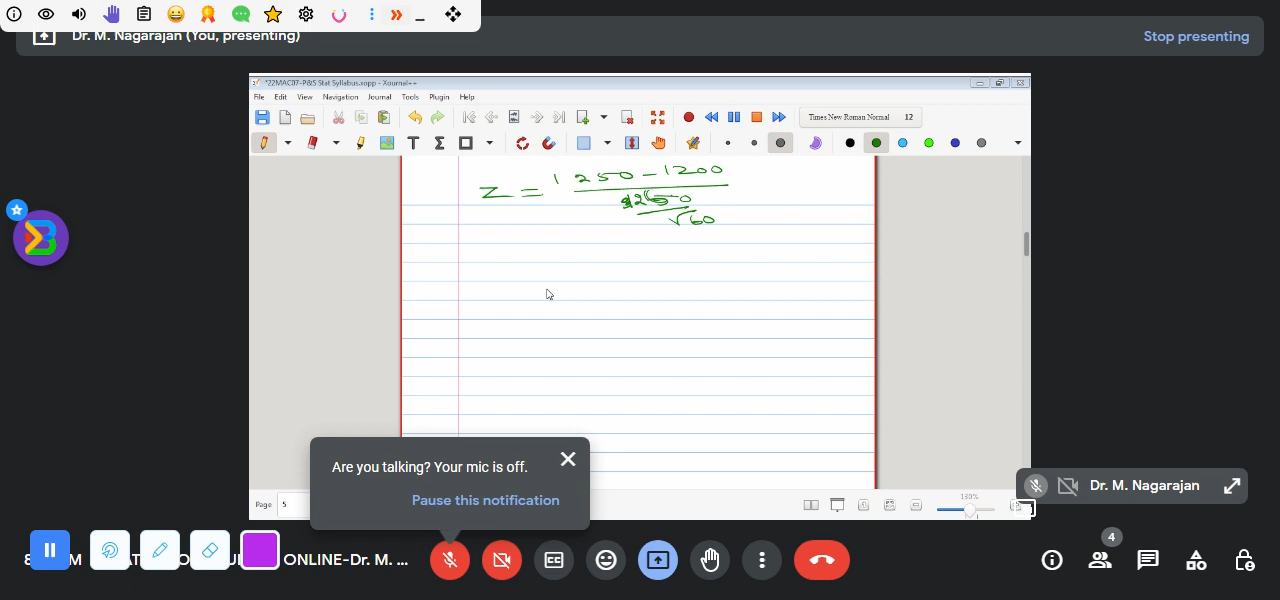 Dr. M. Nagarajan (You, presenting)
Stop presenting
*22MAC07-P&S Stat Syllabus.xopp - Xournal++
File Edit View Navigation Journal Tools Plugin Help
Times New Roman Normal 12
Z = 1250 - 1200
√60
Are you talking? Your mic is off.
Pause this notification
Page 5
130%
Dr. M. Nagarajan
ONLINE-Dr. M. ...
4